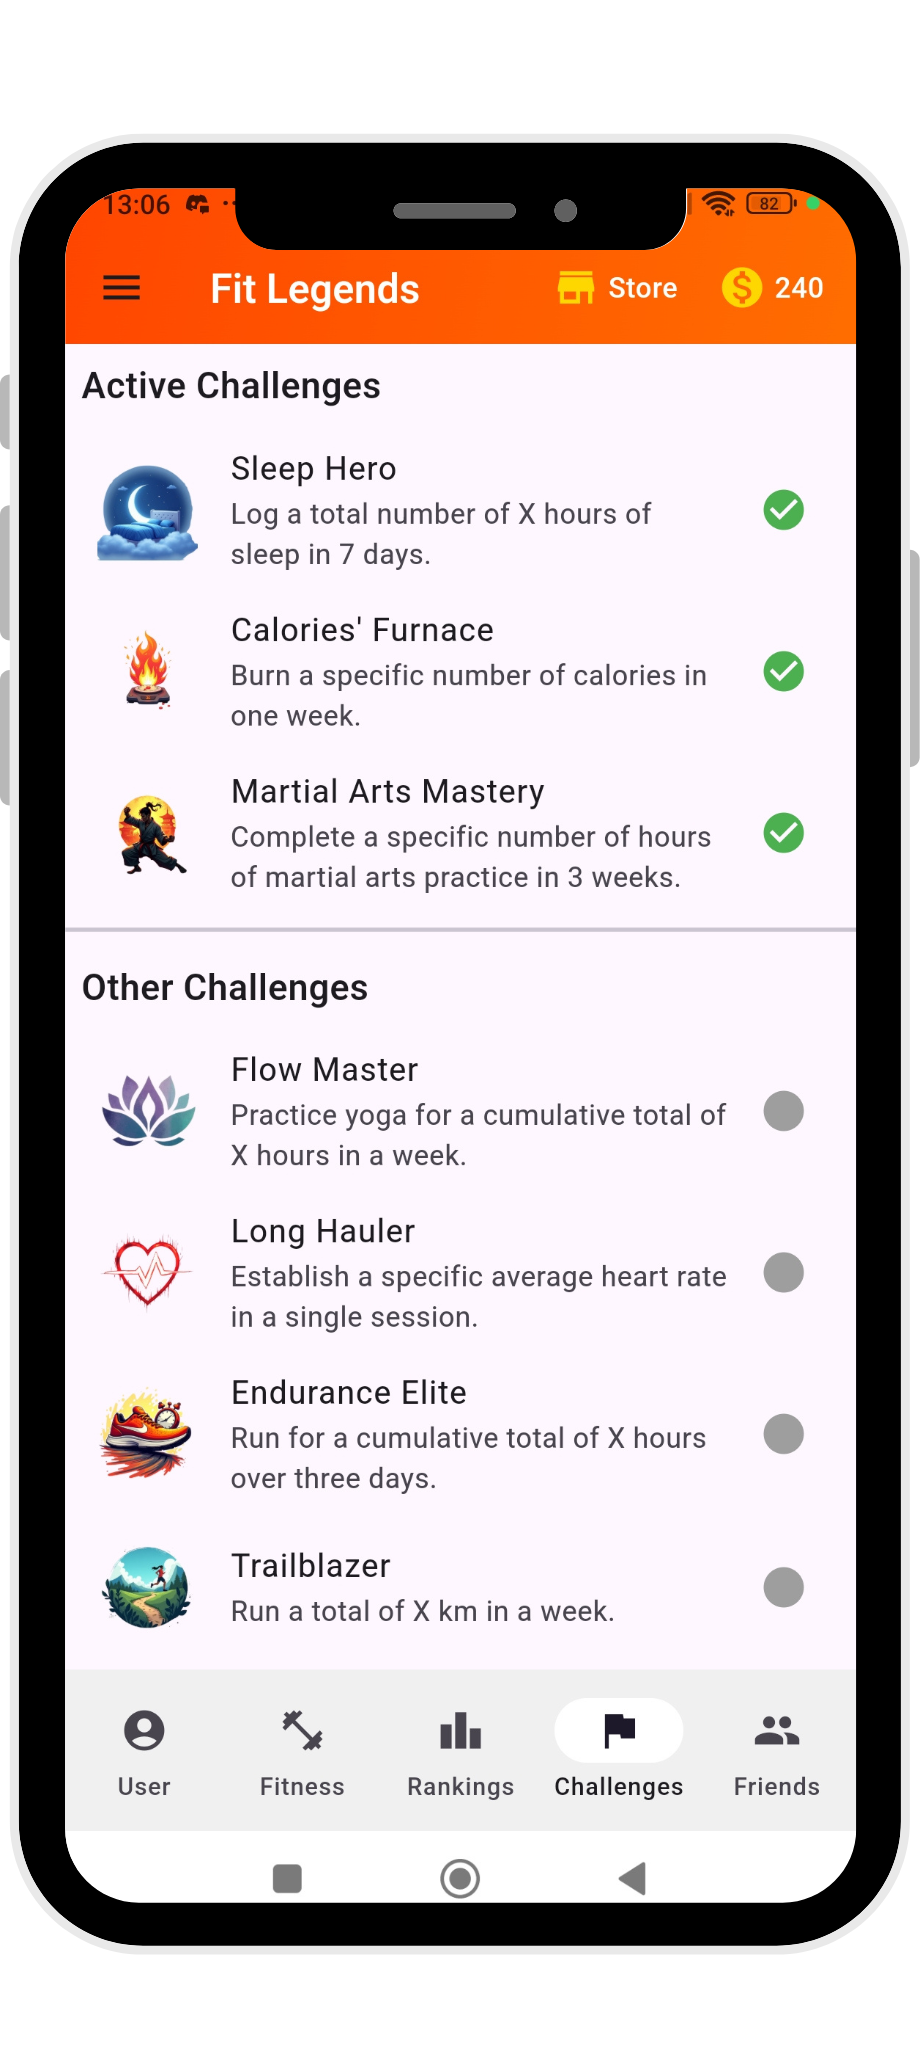 13:06
82
Fit Legends
Store
240
Active Challenges
Sleep Hero
Log a total number of X hours of
sleep in 7 days.
Calories' Furnace
Burn a specific number of calories in
one week.
Martial Arts Mastery
Complete a specific number of hours
of martial arts practice in 3 weeks.
Other Challenges
Flow Master
Practice yoga for a cumulative total of
X hours in a week.
Long Hauler
Establish a specific average heart rate
in a single session.
Endurance Elite
Run for a cumulative total of X hours
over three days.
Trailblazer
Run a total of X km in a week.
User
Fitness
Rankings
Challenges
Friends